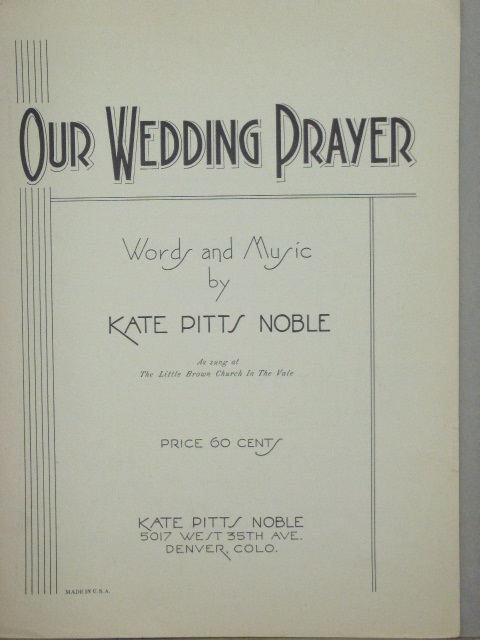 OUR WEDDING PRAYER
Words and Music
by
KATE PITTS NOBLE
As sung at
The Little Brown Church In The Vale
PRICE 60 CENTS
KATE PITTS NOBLE
5017 WEST 35TH AVE.
DENVER, COLO.
MADE IN U.S.A.